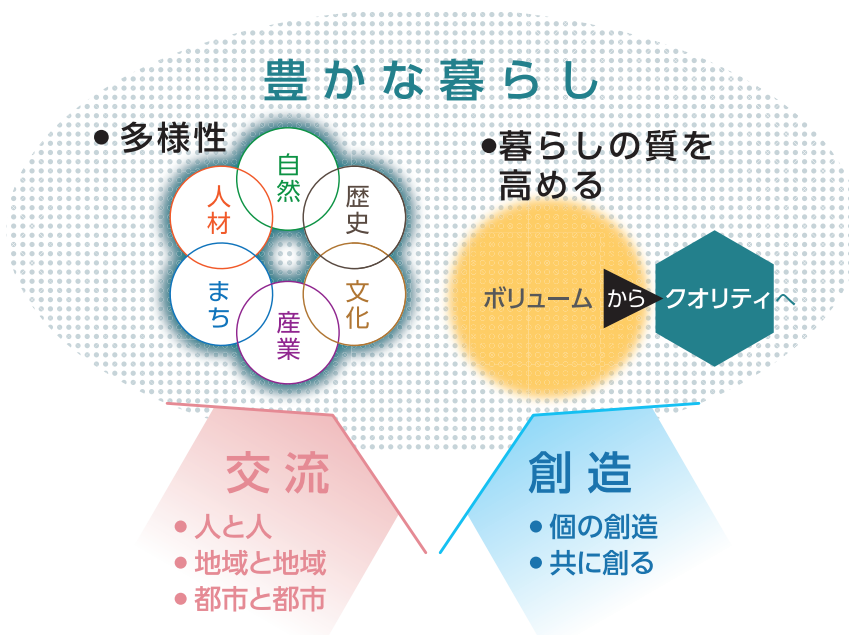 豊かな暮らし
● 多様性
自然
人材
歴史
まち
文化
産業
●暮らしの質を
高める
ボリューム から クオリティへ
交流
● 人と人
● 地域と地域
● 都市と都市
創造
● 個の創造
● 共に創る